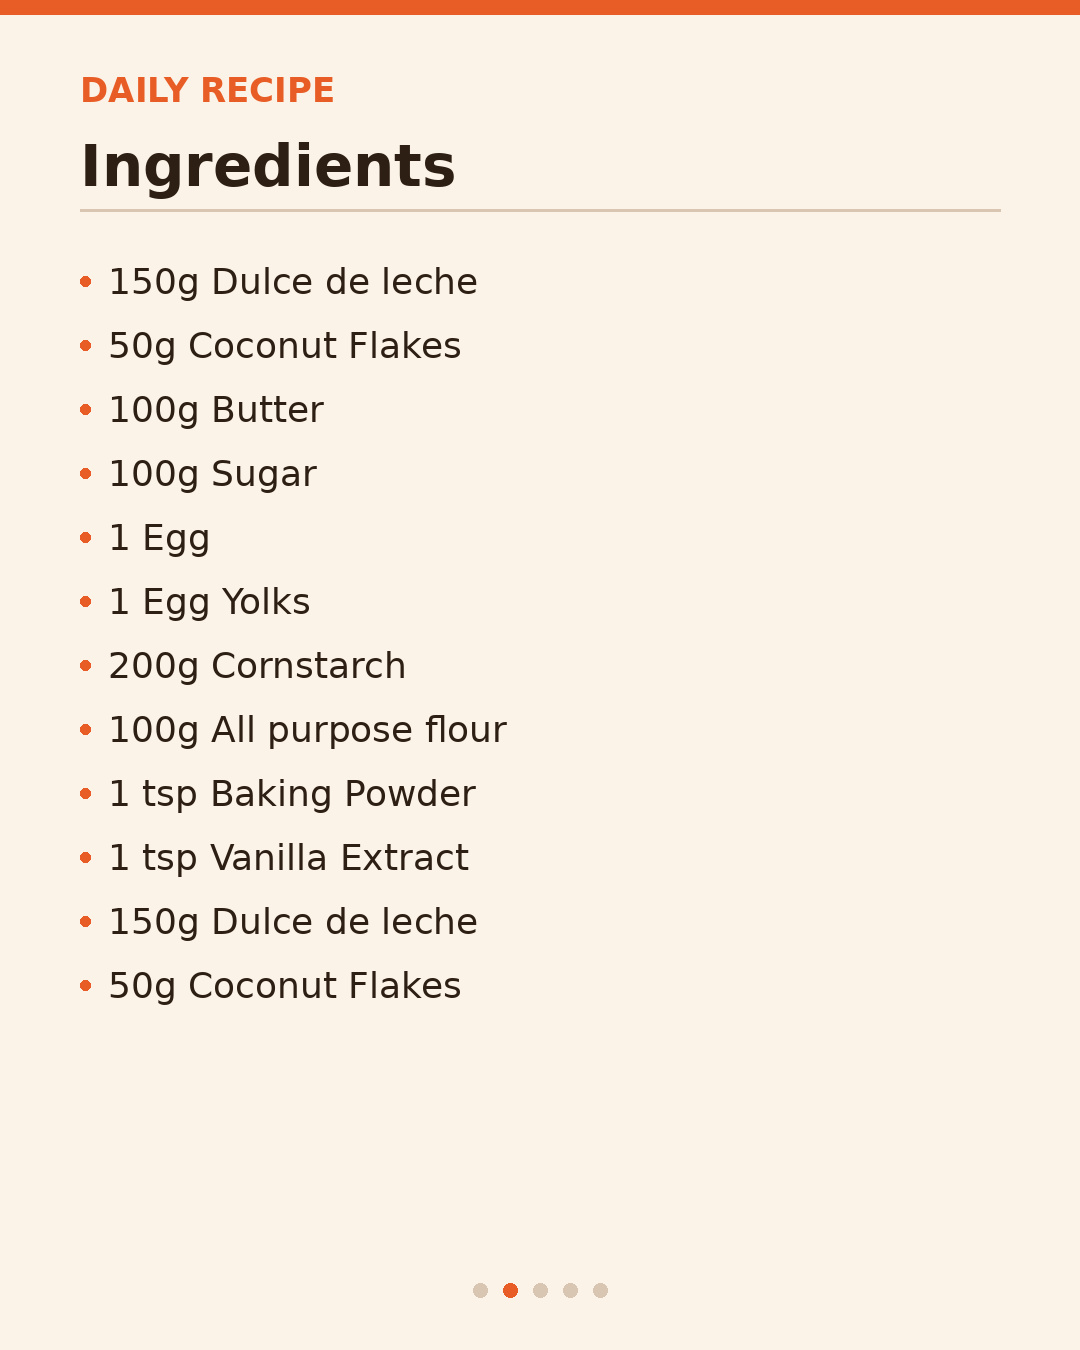 DAILY RECIPE
Ingredients
150g Dulce de leche
50g Coconut Flakes
100g Butter
100g Sugar
1 Egg
1 Egg Yolks
200g Cornstarch
100g All purpose flour
1 tsp Baking Powder
1 tsp Vanilla Extract
150g Dulce de leche
50g Coconut Flakes